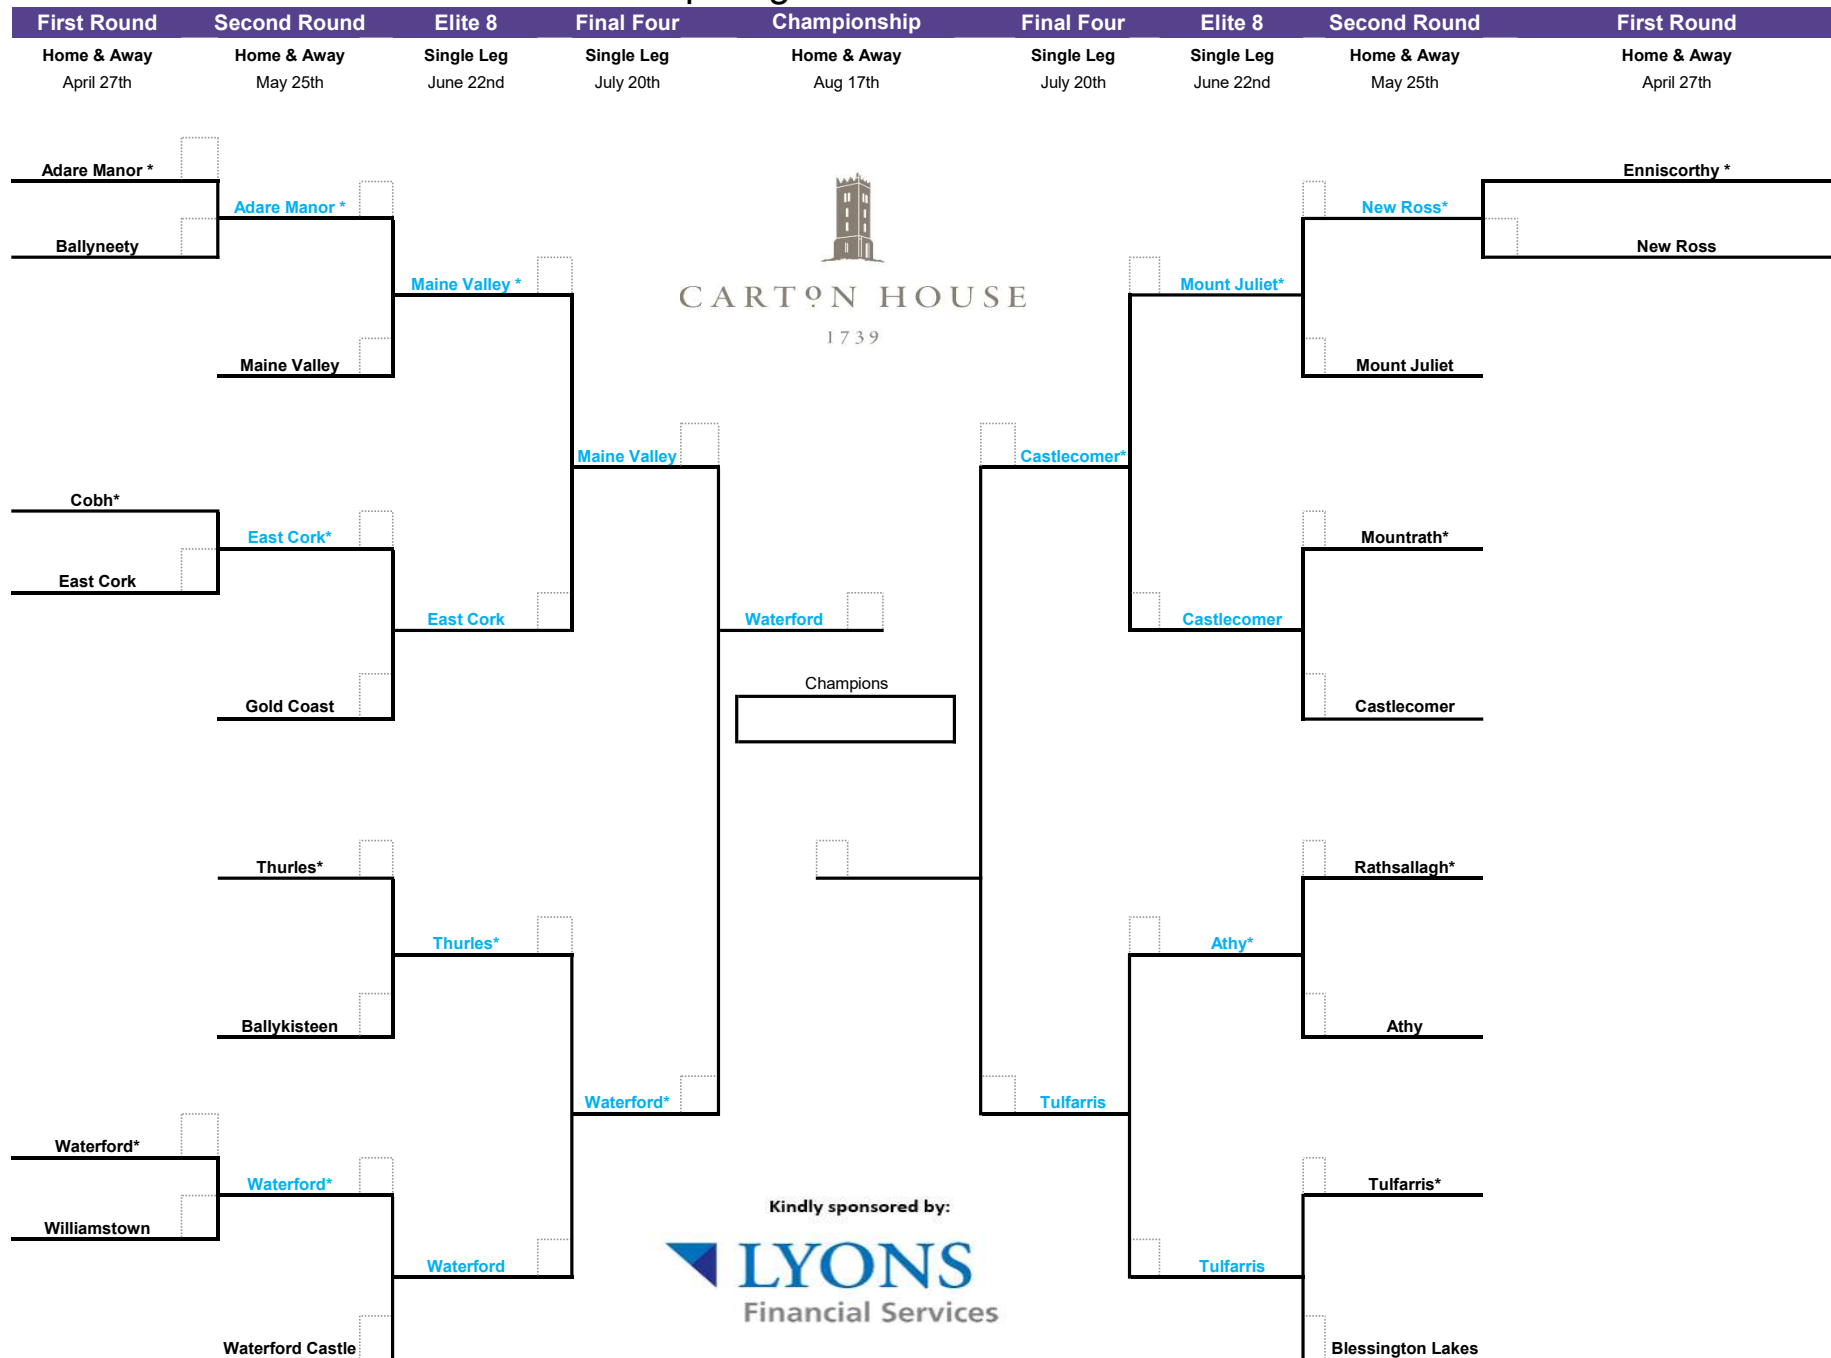 First Round Second Round Elite 8 Final Four Championship Final Four Elite 8 Second Round First Round
Home & Away Home & Away Single Leg Single Leg Home & Away Single Leg Single Leg Home & Away Home & Away
April 27th May 25th June 22nd July 20th Aug 17th July 20th June 22nd May 25th April 27th
Adare Manor * Enniscorthy *
Adare Manor * New Ross*
Ballyneety New Ross
Maine Valley * Mount Juliet*
CARTON HOUSE
1739
Maine Valley Mount Juliet
Maine Valley Castlecomer*
Cobh*
East Cork* Mountrath*
East Cork
East Cork Waterford Castlecomer
Champions
Gold Coast Castlecomer
Thurles* Rathsallagh*
Thurles* Athy*
Ballykisteen Athy
Waterford* Tulfarris
Waterford*
Waterford* Tulfarris*
Kindly sponsored by:
Williamstown
Waterford LYONS Tulfarris
Financial Services
Waterford Castle Blessington Lakes